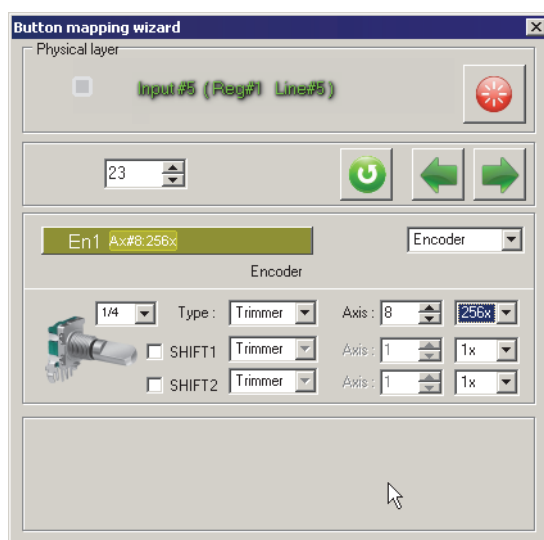 Button mapping wizard
Physical layer
Input#5 (Reg#1 Line#5)
23
En1 Ax#8:256x Encoder
Encoder
1/4 Type : Trimmer Axis : 8 256x
SHIFT1 Trimmer Axis : 1 1x
SHIFT2 Trimmer Axis : 1 1x